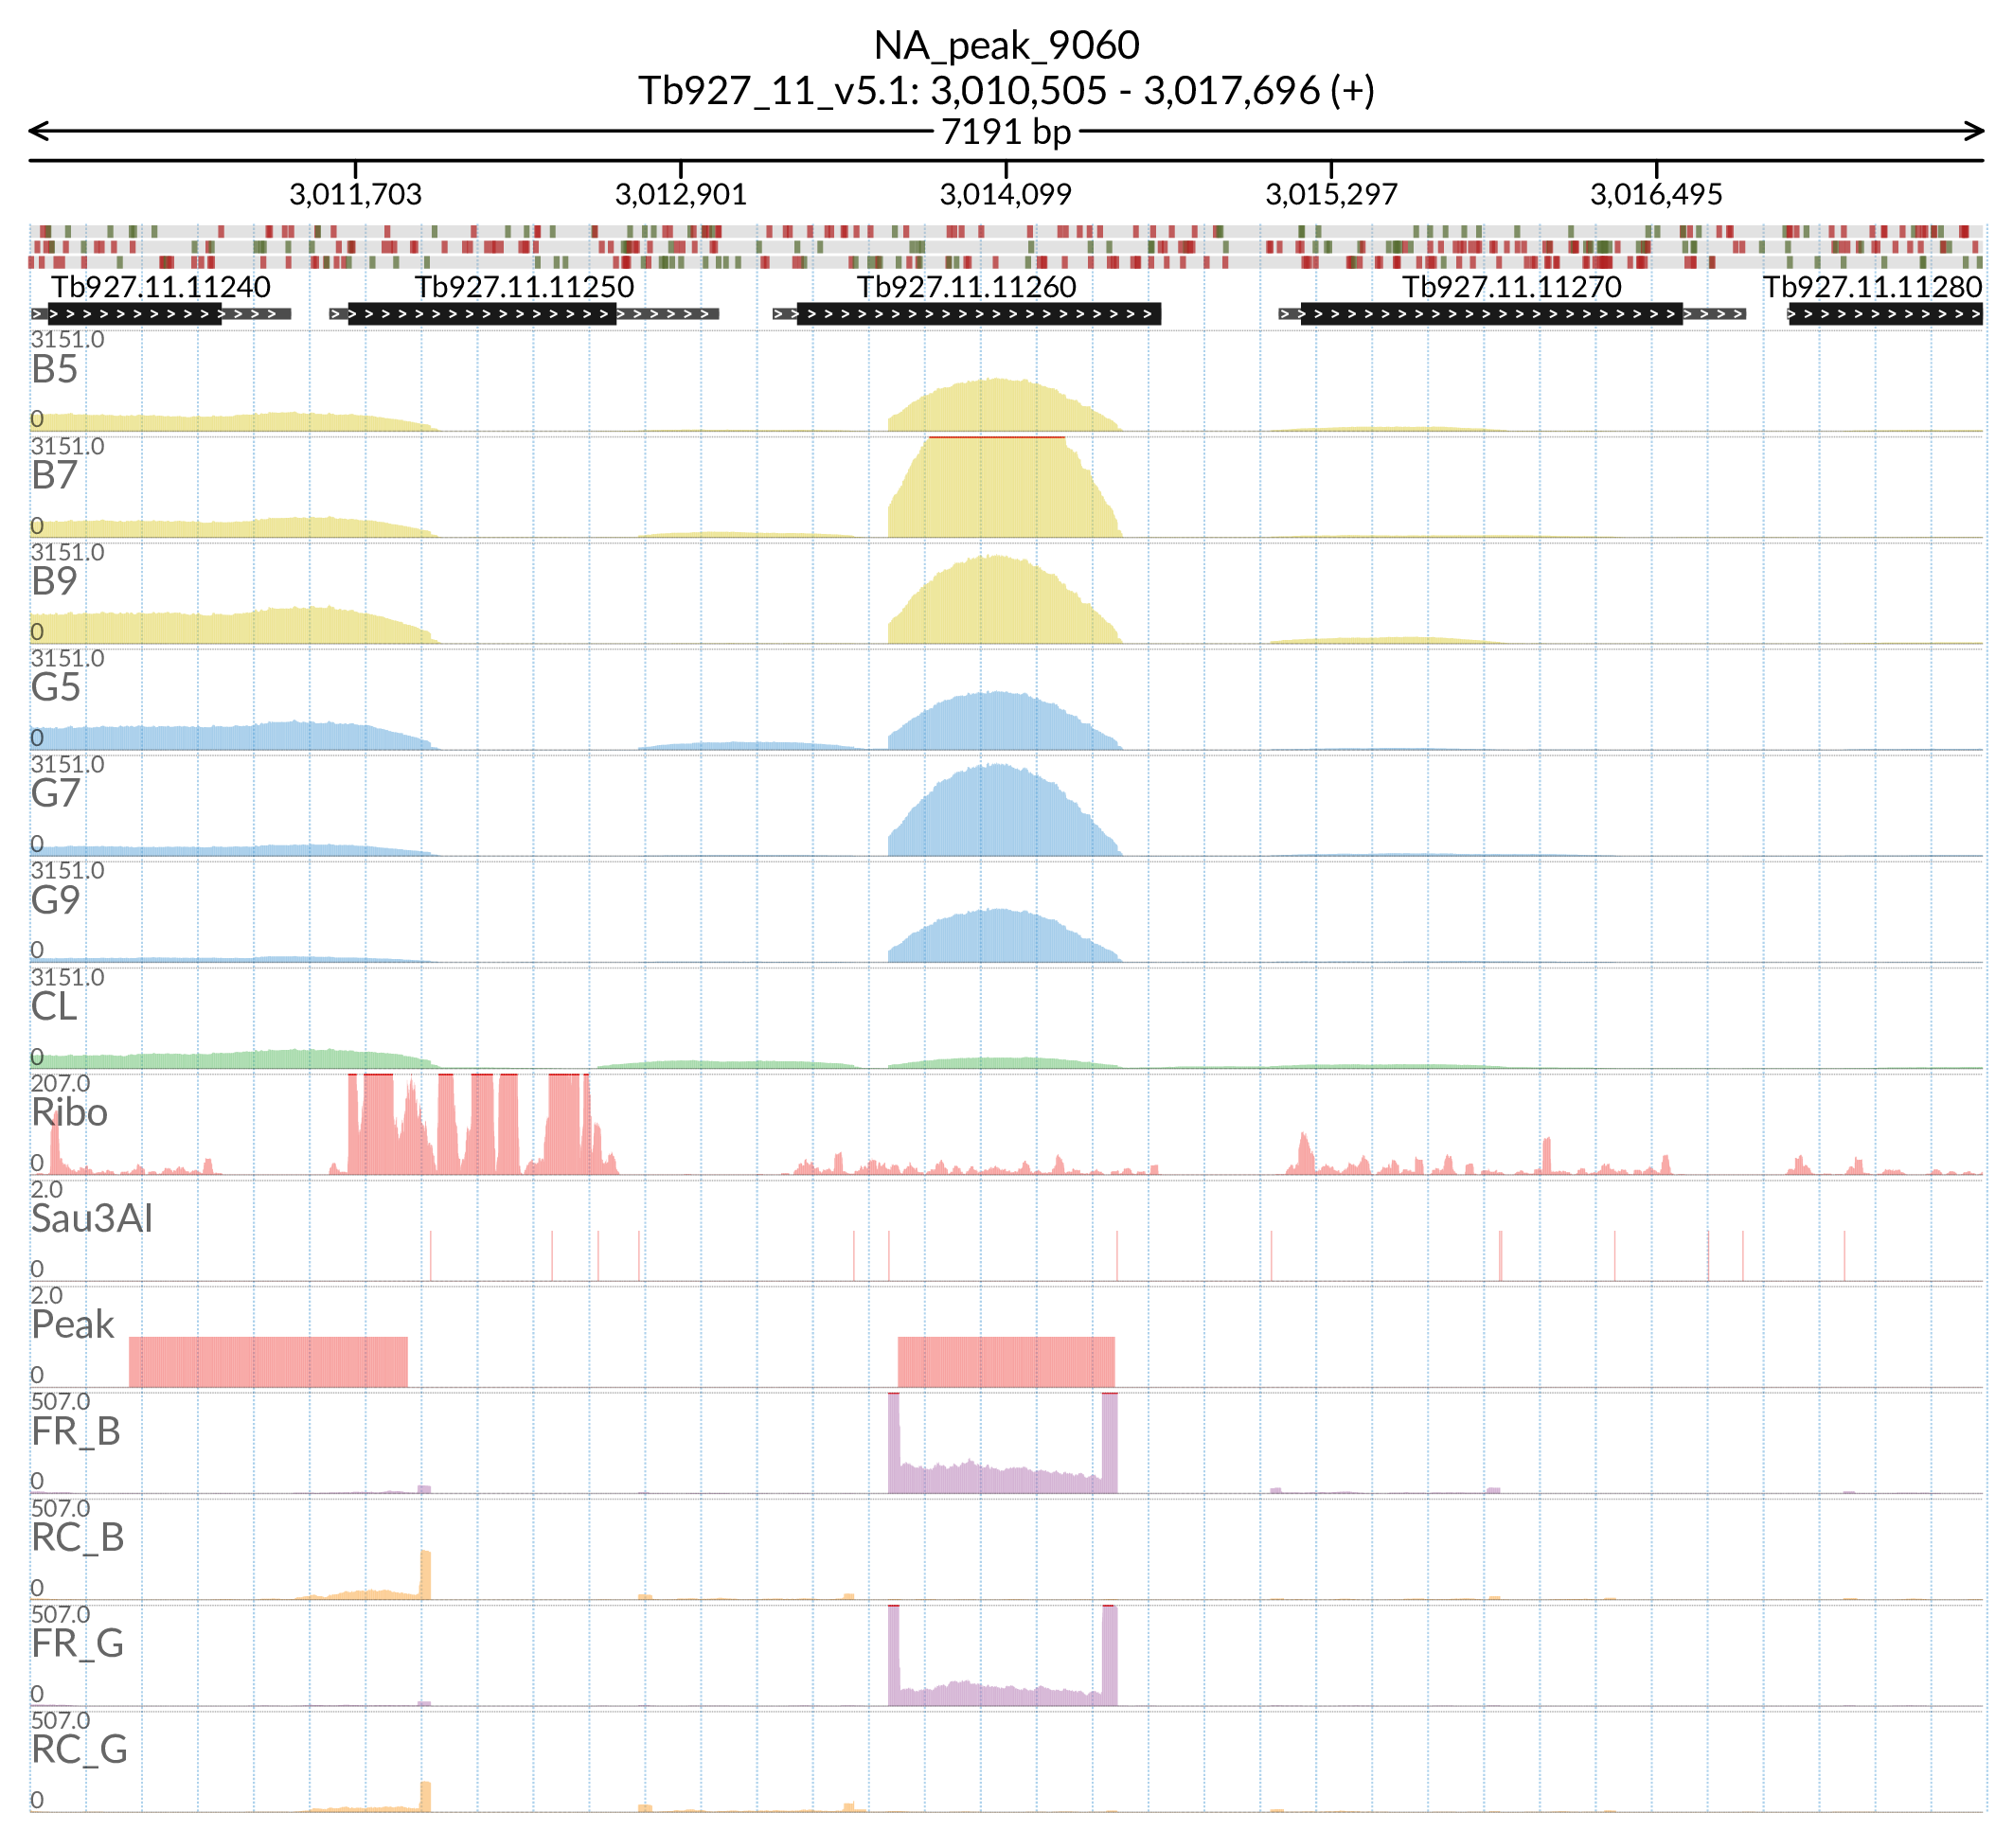 NA_peak_9060
Tb927_11_v5.1: 3,010,505 - 3,017,696 (+)
7191 bp
3,011,703 3,012,901 3,014,099 3,015,297 3,016,495
Tb927.11.11240 Tb927.11.11250 Tb927.11.11260 Tb927.11.11270 Tb927.11.11280
3151.0
B5
0
3151.0
B7
0
3151.0
B9
0
3151.0
G5
0
3151.0
G7
0
3151.0
G9
0
3151.0
CL
0
207.0
Ribo
0
2.0
Sau3AI
0
2.0
Peak
0
507.0
FR_B
0
507.0
RC_B
0
507.0
FR_G
0
507.0
RC_G
0